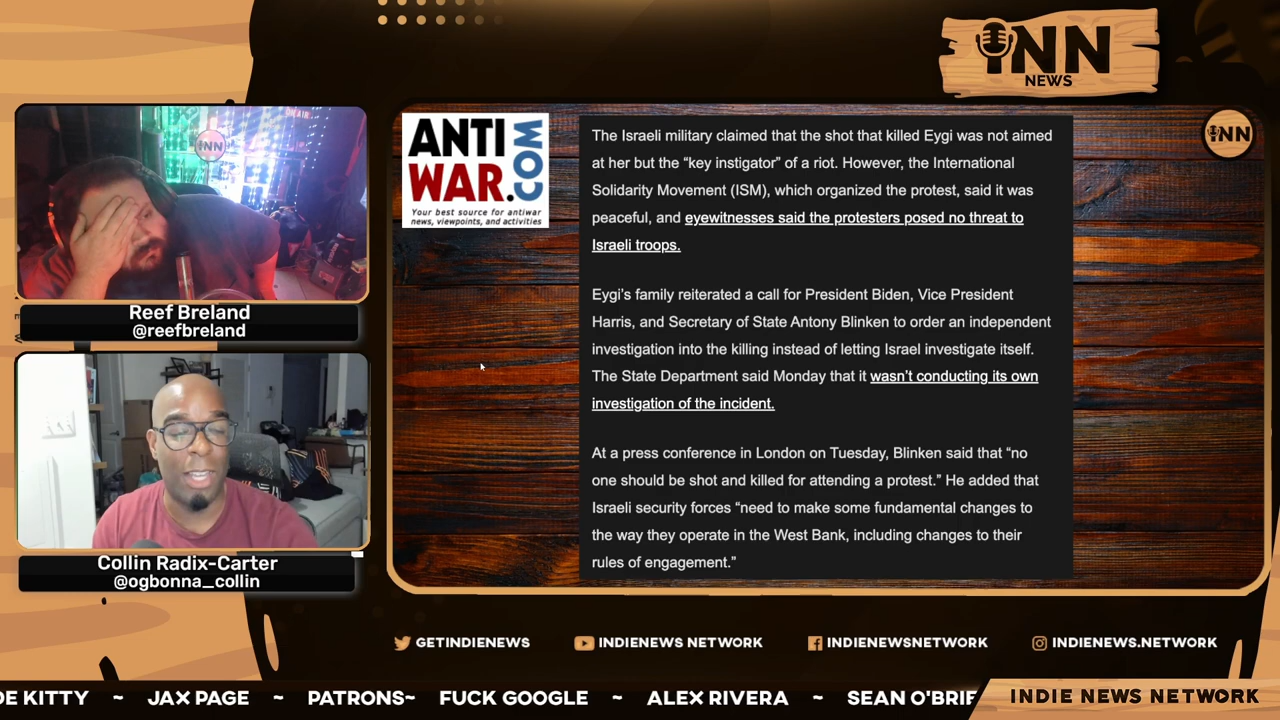 iNN
NEWS
ANTI
WAR.COM
Your best source for antiwar
news, viewpoints, and activities
The Israeli military claimed that the shot that killed Eygi was not aimed
at her but the “key instigator” of a riot. However, the International
Solidarity Movement (ISM), which organized the protest, said it was
peaceful, and eyewitnesses said the protesters posed no threat to
Israeli troops.
Eygi’s family reiterated a call for President Biden, Vice President
Harris, and Secretary of State Antony Blinken to order an independent
investigation into the killing instead of letting Israel investigate itself.
The State Department said Monday that it wasn’t conducting its own
investigation of the incident.
At a press conference in London on Tuesday, Blinken said that “no
one should be shot and killed for attending a protest.” He added that
Israeli security forces “need to make some fundamental changes to
the way they operate in the West Bank, including changes to their
rules of engagement.”
iNN
iNN
Reef Breland
@reefbreland
Collin Radix-Carter
@ogbonna_collin
GETINDIENEWS
INDIENEWS NETWORK
INDIENEWSNETWORK
INDIENEWS.NETWORK
DE KITTY ~ JAX PAGE ~ PATRONS~ FUCK GOOGLE ~ ALEX RIVERA ~ SEAN O'BRIE
INDIE NEWS NETWORK